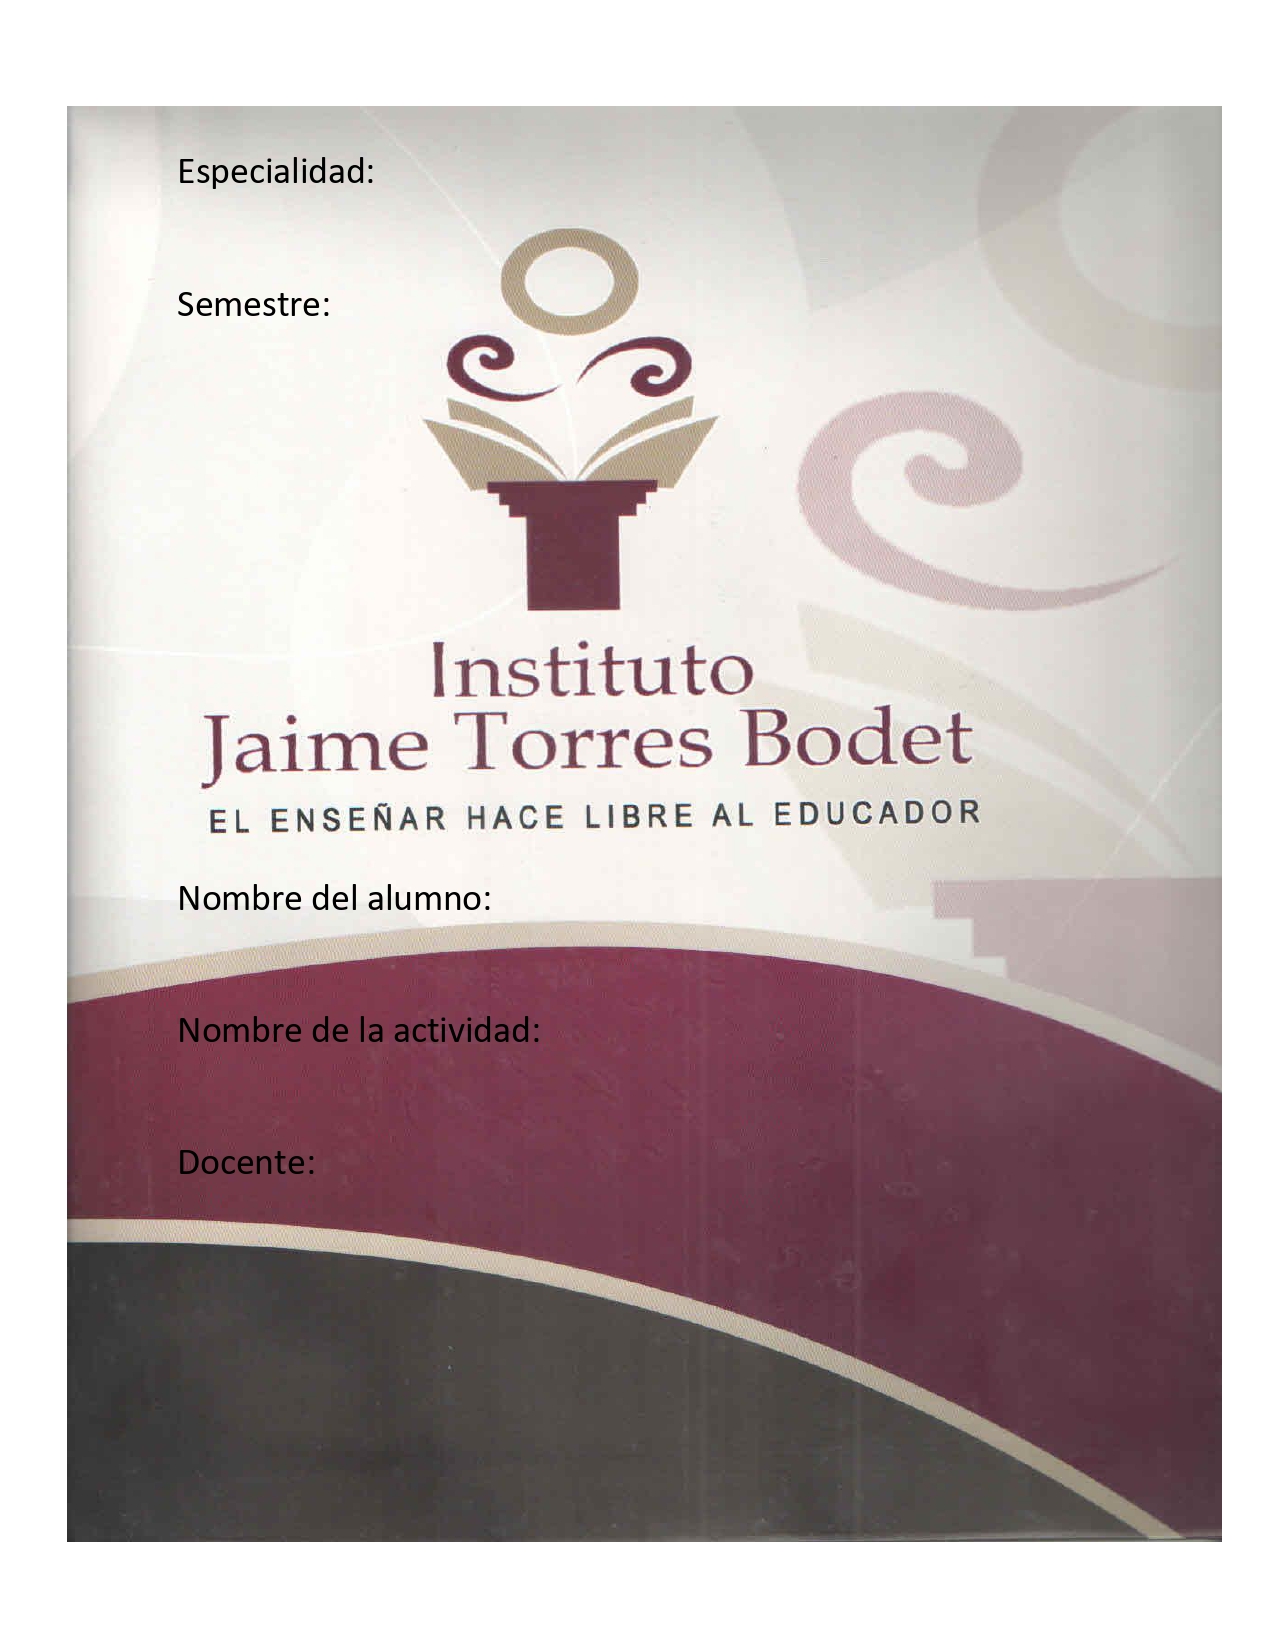 Especialidad:
Semestre:
Instituto
Jaime Torres Bodet
EL ENSEÑAR HACE LIBRE AL EDUCADOR
Nombre del alumno:
Nombre de la actividad:
Docente: